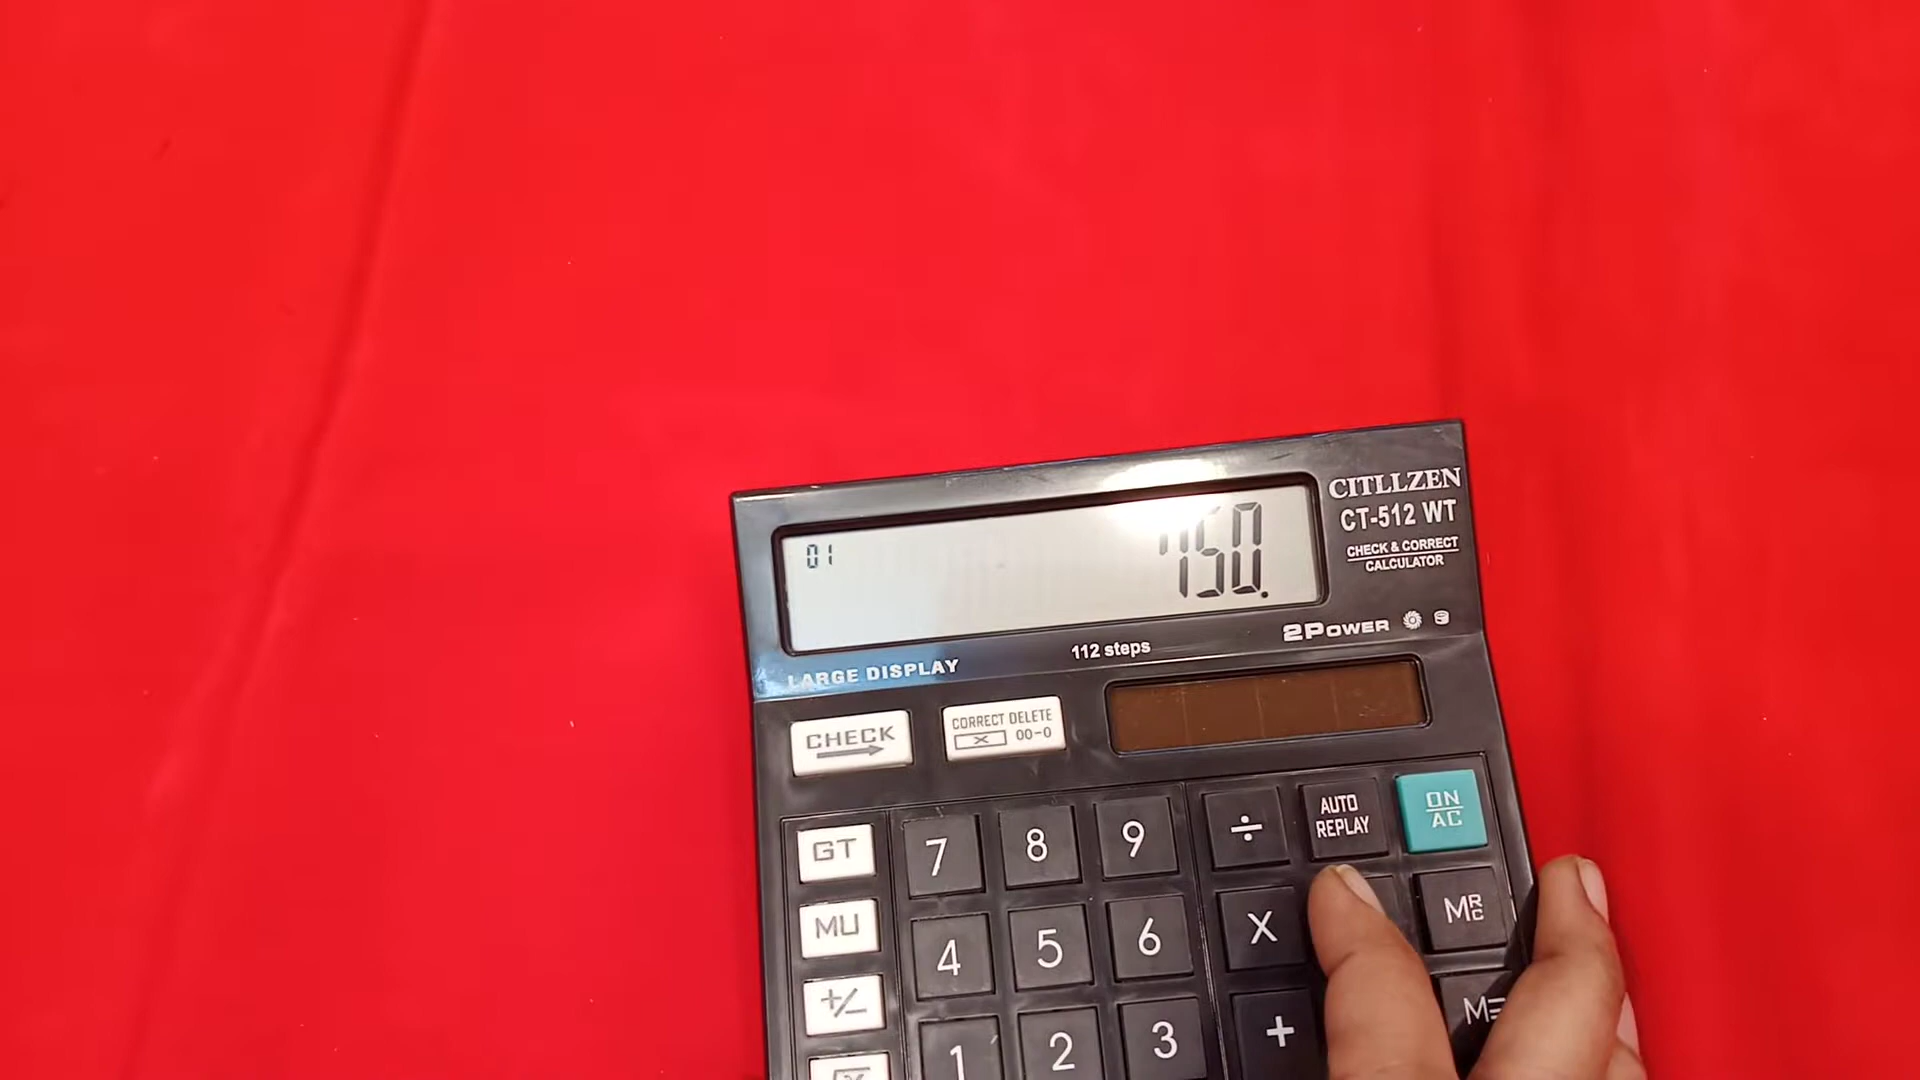 CITLLZEN
CT-512 WT
CHECK & CORRECT
CALCULATOR
01
750.
2POWER
112 steps
LARGE DISPLAY
CHECK
CORRECT DELETE
00-0
GT
7
8
9
÷
AUTO
REPLAY
ON
AC
MU
4
5
6
X
MRC
+/-
1
2
3
+